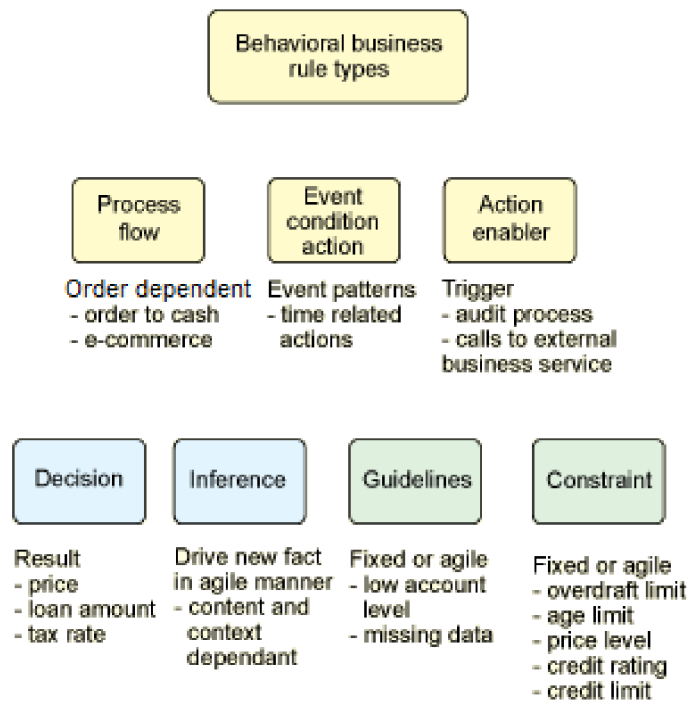 Behavioral business
rule types
Process
flow
Event
condition
action
Action
enabler
Order dependent
- order to cash
- e-commerce
Event patterns
- time related
actions
Trigger
- audit process
- calls to external
business service
Decision
Inference
Guidelines
Constraint
Result
- price
- loan amount
- tax rate
Drive new fact
in agile manner
- content and
context
dependant
Fixed or agile
- low account
level
- missing data
Fixed or agile
- overdraft limit
- age limit
- price level
- credit rating
- credit limit